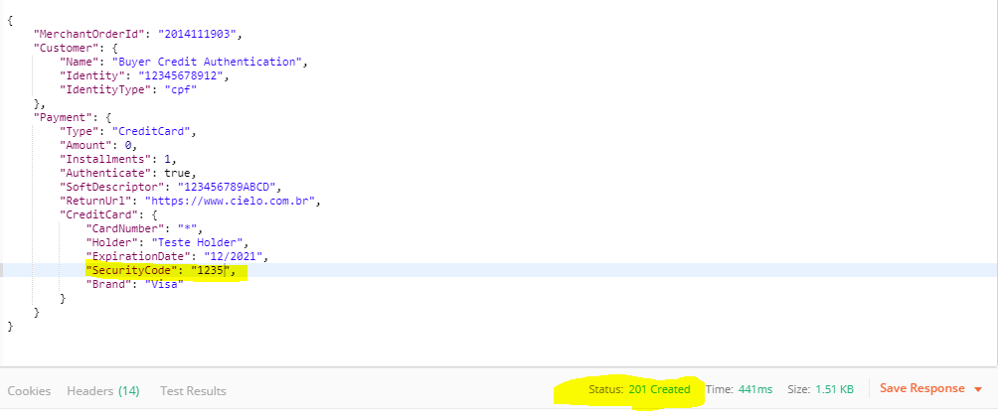 {
"MerchantOrderId": "2014111903",
"Customer": {
"Name": "Buyer Credit Authentication",
"Identity": "12345678912",
"IdentityType": "cpf"
},
"Payment": {
"Type": "CreditCard",
"Amount": 0,
"Installments": 1,
"Authenticate": true,
"SoftDescriptor": "123456789ABCD",
"ReturnUrl": "https://www.cielo.com.br",
"CreditCard": {
"CardNumber": "*",
"Holder": "Teste Holder",
"ExpirationDate": "12/2021",
"SecurityCode": "1235",
"Brand": "Visa"
}
}
}
Cookies Headers (14) Test Results Status: 201 Created Time: 441ms Size: 1.51 KB Save Response